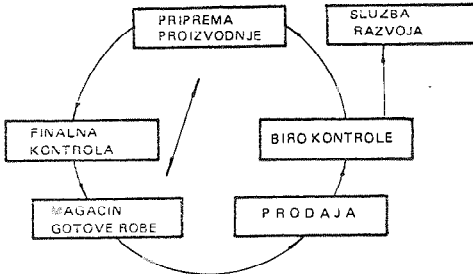 PRIPREMA
PROIZVODNJE
SLUZBA
RAZVOJA
FINALNA
KONTROLA
BIRO KONTROLE
MAGACIN
GOTOVE ROBE
PRODAJA